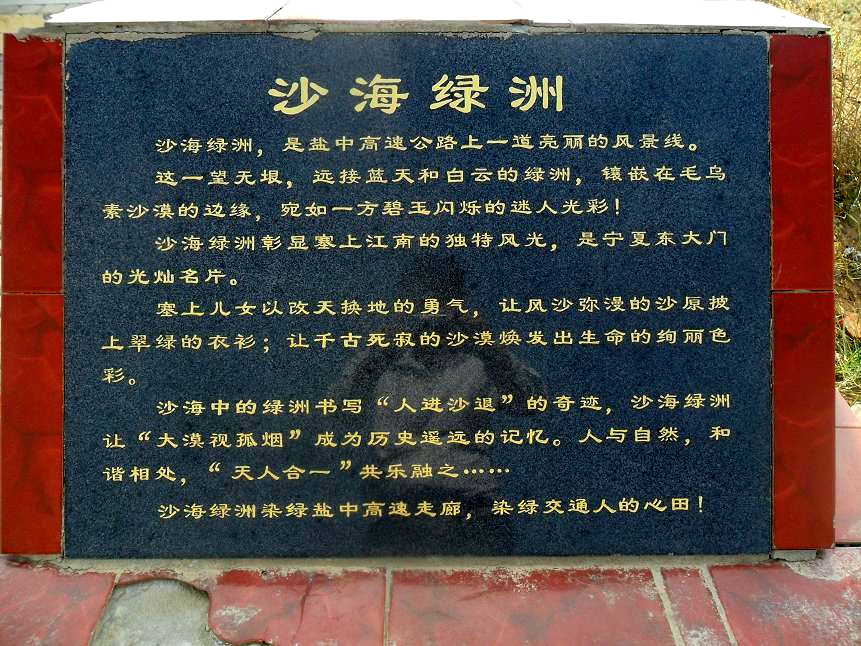 沙海绿洲
沙海绿洲，是盐中高速公路上一道亮丽的风景线。
这一望无垠，远接蓝天和白云的绿洲，镶嵌在毛乌
素沙漠的边缘，宛如一方碧玉闪烁的迷人光彩！
沙海绿洲彰显塞上江南的独特风光，是宁夏东大门
的光灿名片。
塞上儿女以改天换地的勇气，让风沙弥漫的沙原披
上翠绿的衣衫；让千古死寂的沙漠焕发出生命的绚丽色
彩。
沙海中的绿洲书写“人进沙退”的奇迹，沙海绿洲
让“大漠视孤烟”成为历史遥远的记忆。人与自然，和
谐相处，“天人合一”共乐融之……
沙海绿洲染绿盐中高速走廊，染绿交通人的心田！